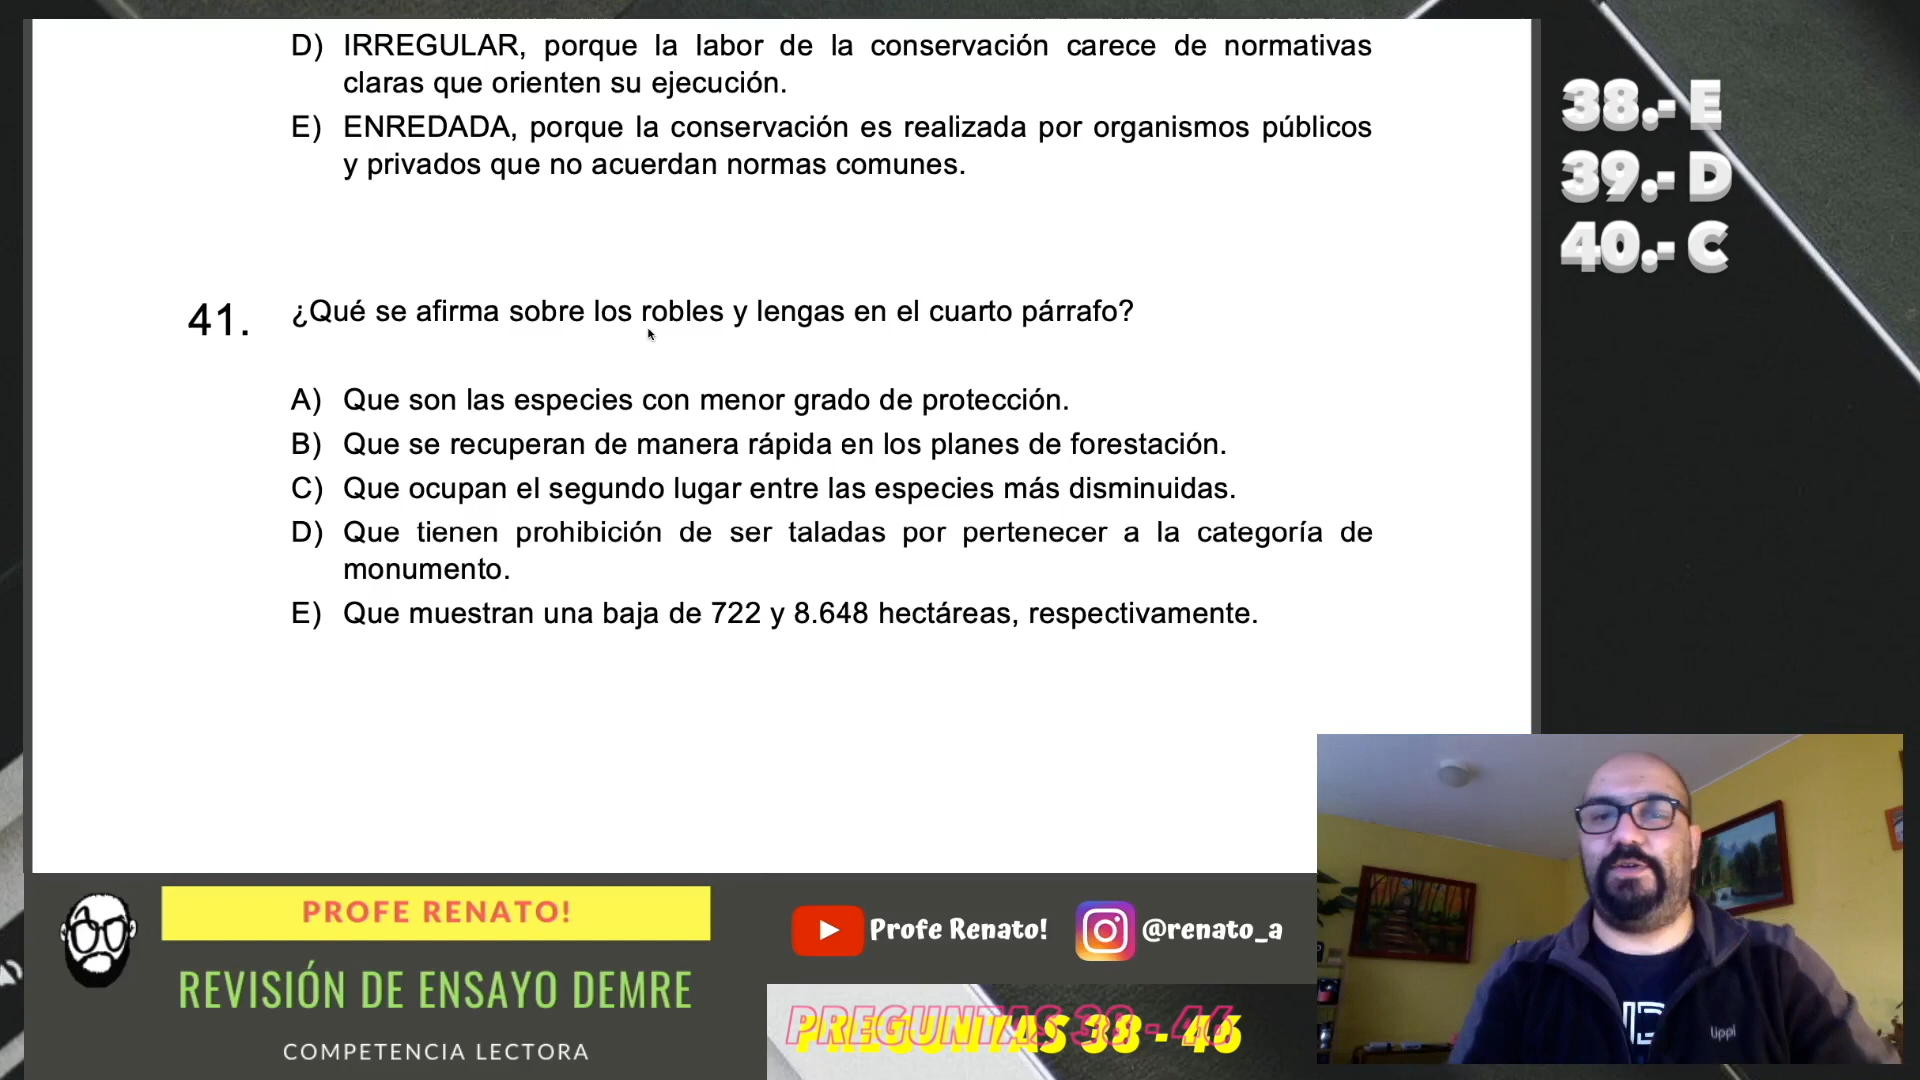 D) IRREGULAR, porque la labor de la conservación carece de normativas
claras que orienten su ejecución.
E) ENREDADA, porque la conservación es realizada por organismos públicos
y privados que no acuerdan normas comunes.
38.- E
39.- D
40.- C
41. ¿Qué se afirma sobre los robles y lengas en el cuarto párrafo?
A) Que son las especies con menor grado de protección.
B) Que se recuperan de manera rápida en los planes de forestación.
C) Que ocupan el segundo lugar entre las especies más disminuidas.
D) Que tienen prohibición de ser taladas por pertenecer a la categoría de
monumento.
E) Que muestran una baja de 722 y 8.648 hectáreas, respectivamente.
PROFE RENATO!
REVISIÓN DE ENSAYO DEMRE
COMPETENCIA LECTORA
Profe Renato!
@renato_a
PREGUNTAS 38 - 46
lippi